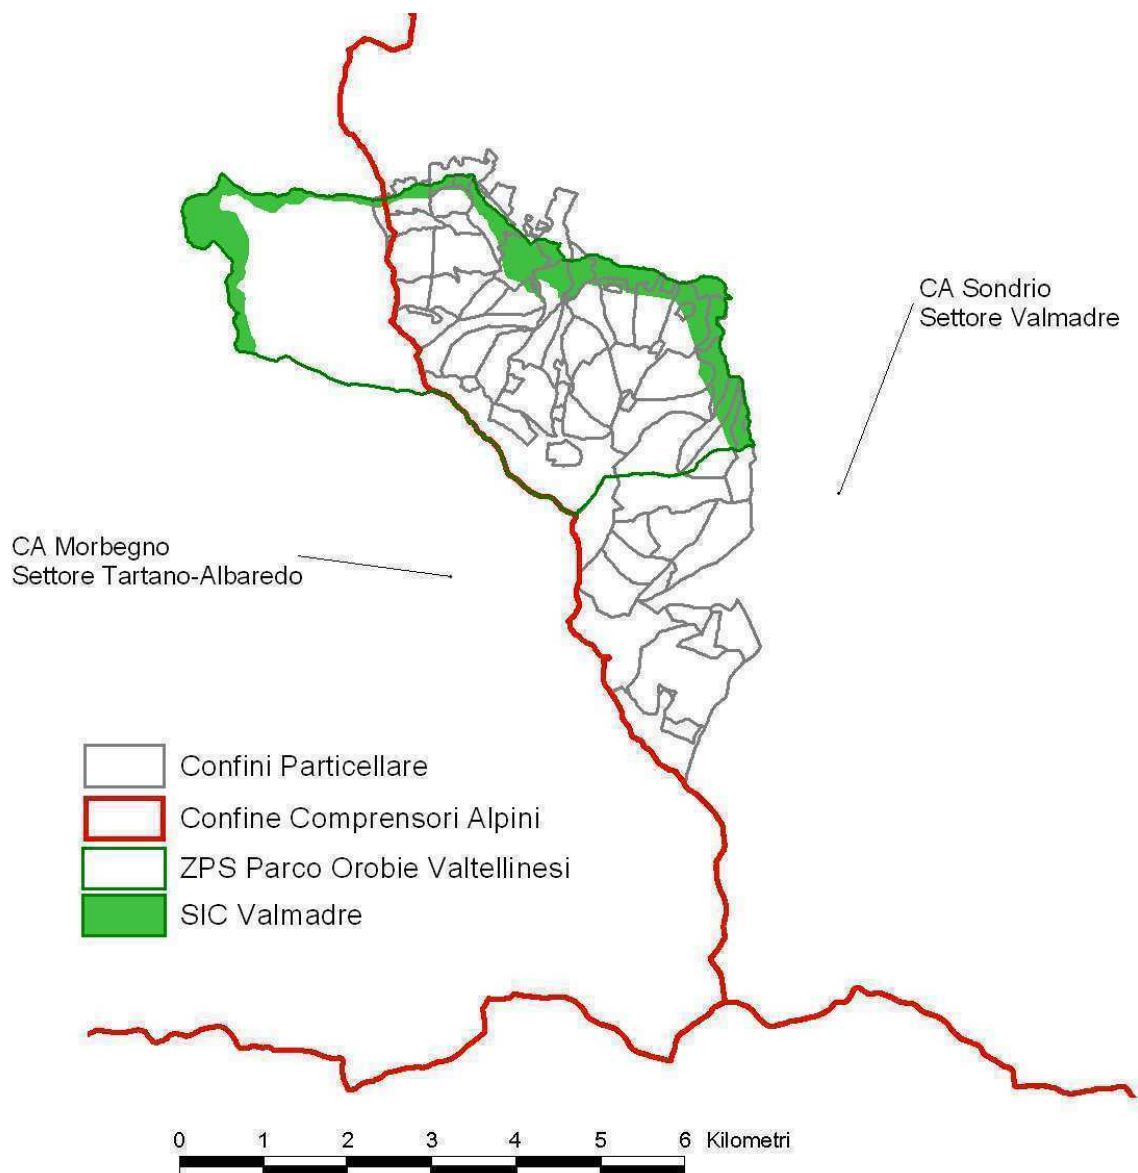 CA Sondrio
Settore Valmadre
CA Morbegno
Settore Tartano-Albaredo
Confini Particellare
Confine Comprensori Alpini
ZPS Parco Orobie Valtellinesi
SIC Valmadre
0 1 2 3 4 5 6 Kilometri